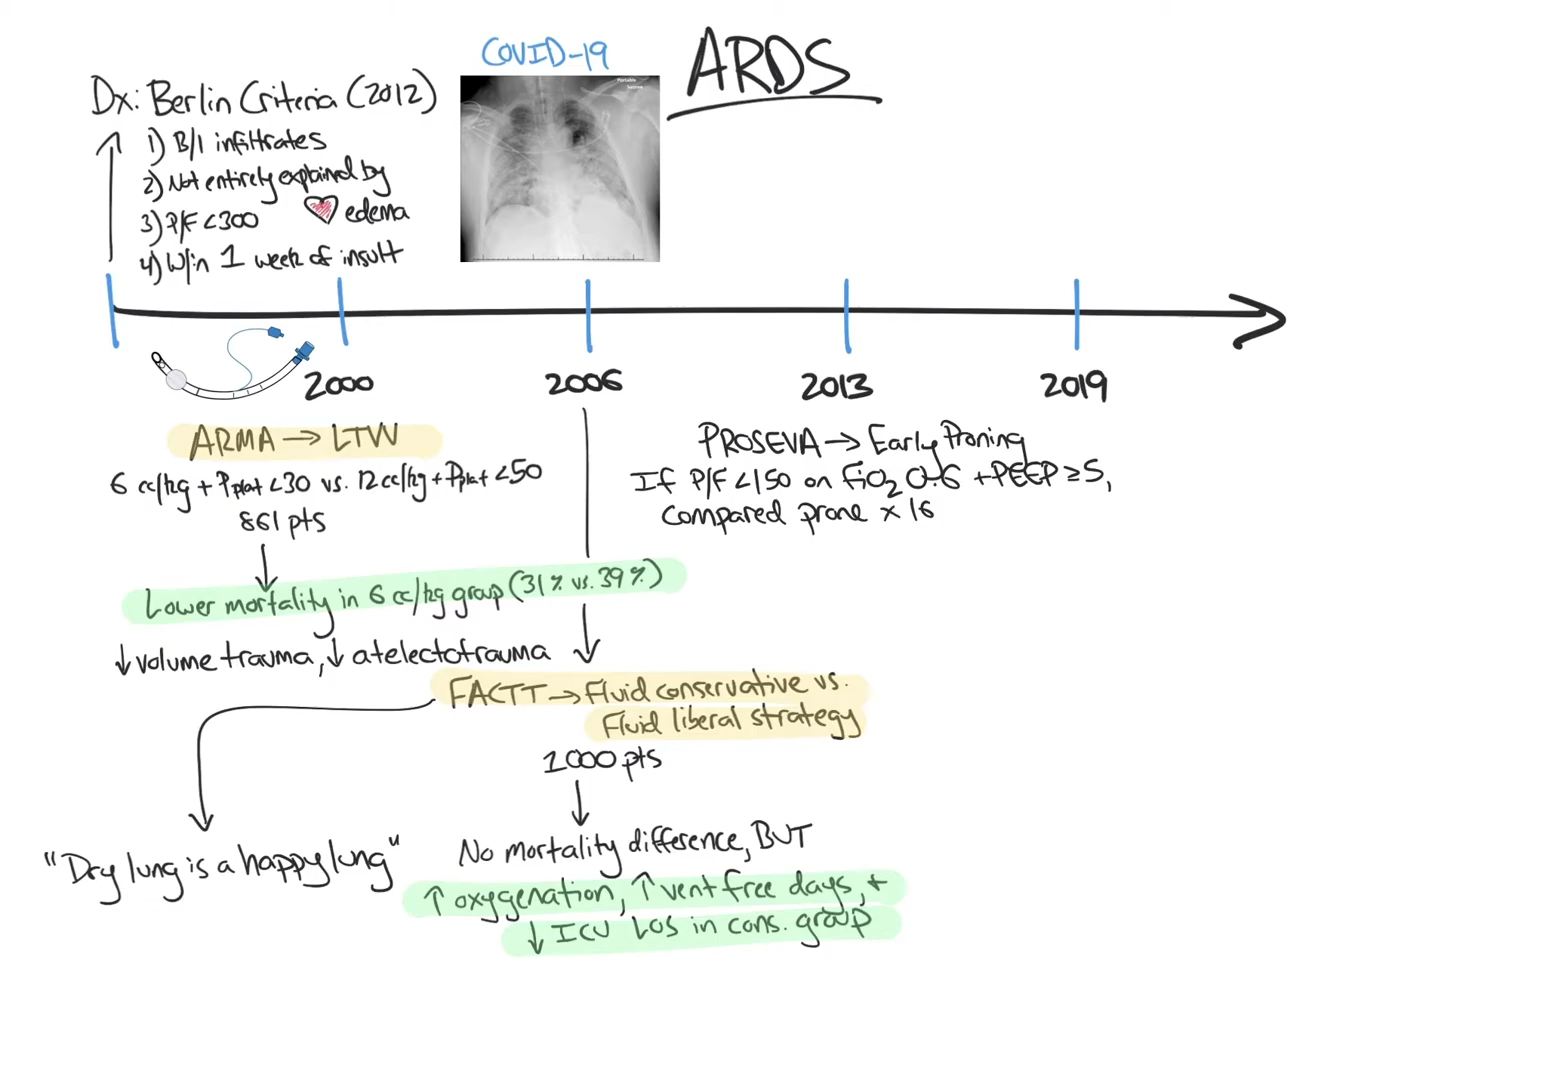 COVID-19
ARDS
Dx: Berlin Criteria (2012)
1) B/l infiltrates
2) Not entirely explained by
edema
3) P/F <300
4) W/in 1 week of insult
Portable
2000
2006
2013
2019
ARMA → LTVV
6 cc/kg + Pplat <30 vs. 12 cc/kg + Pplat <50
861 pts
Lower mortality in 6 cc/kg group (31% vs. 39%)
↓ volume trauma, ↓ atelectotrauma
PROSEVA → Early Proning
If P/F <150 on FiO2 0.6 + PEEP ≥5,
Compared prone x 16
FACTT → Fluid conservative vs.
Fluid liberal strategy
1000 pts
"Dry lung is a happy lung"
No mortality difference, BUT
↑ oxygenation, ↑ vent free days, +
↓ ICU LOS in cons. group